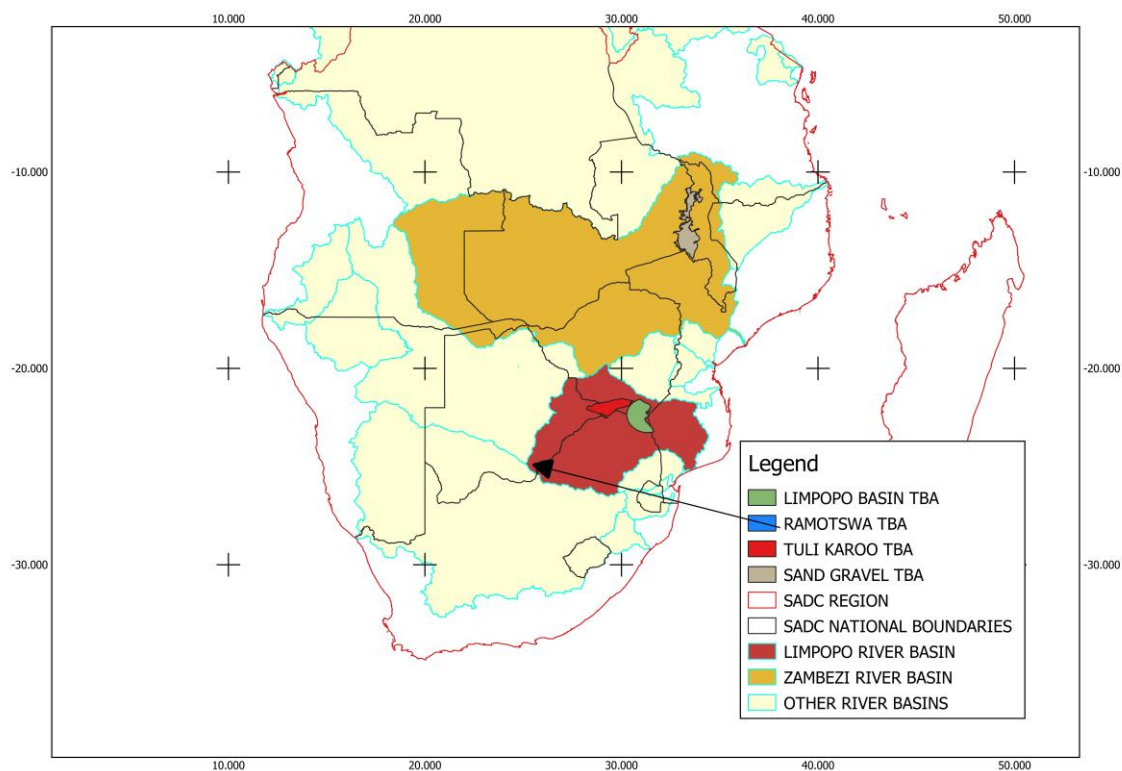 10.000 20.000 30.000 40.000 50.000
-10.000 -10.000
-20.000 -20.000
-30.000 -30.000
Legend
LIMPOPO BASIN TBA
RAMOTSWA TBA
TULI KAROO TBA
SAND GRAVEL TBA
SADC REGION
SADC NATIONAL BOUNDARIES
LIMPOPO RIVER BASIN
ZAMBEZI RIVER BASIN
OTHER RIVER BASINS
10.000 20.000 30.000 40.000 50.000